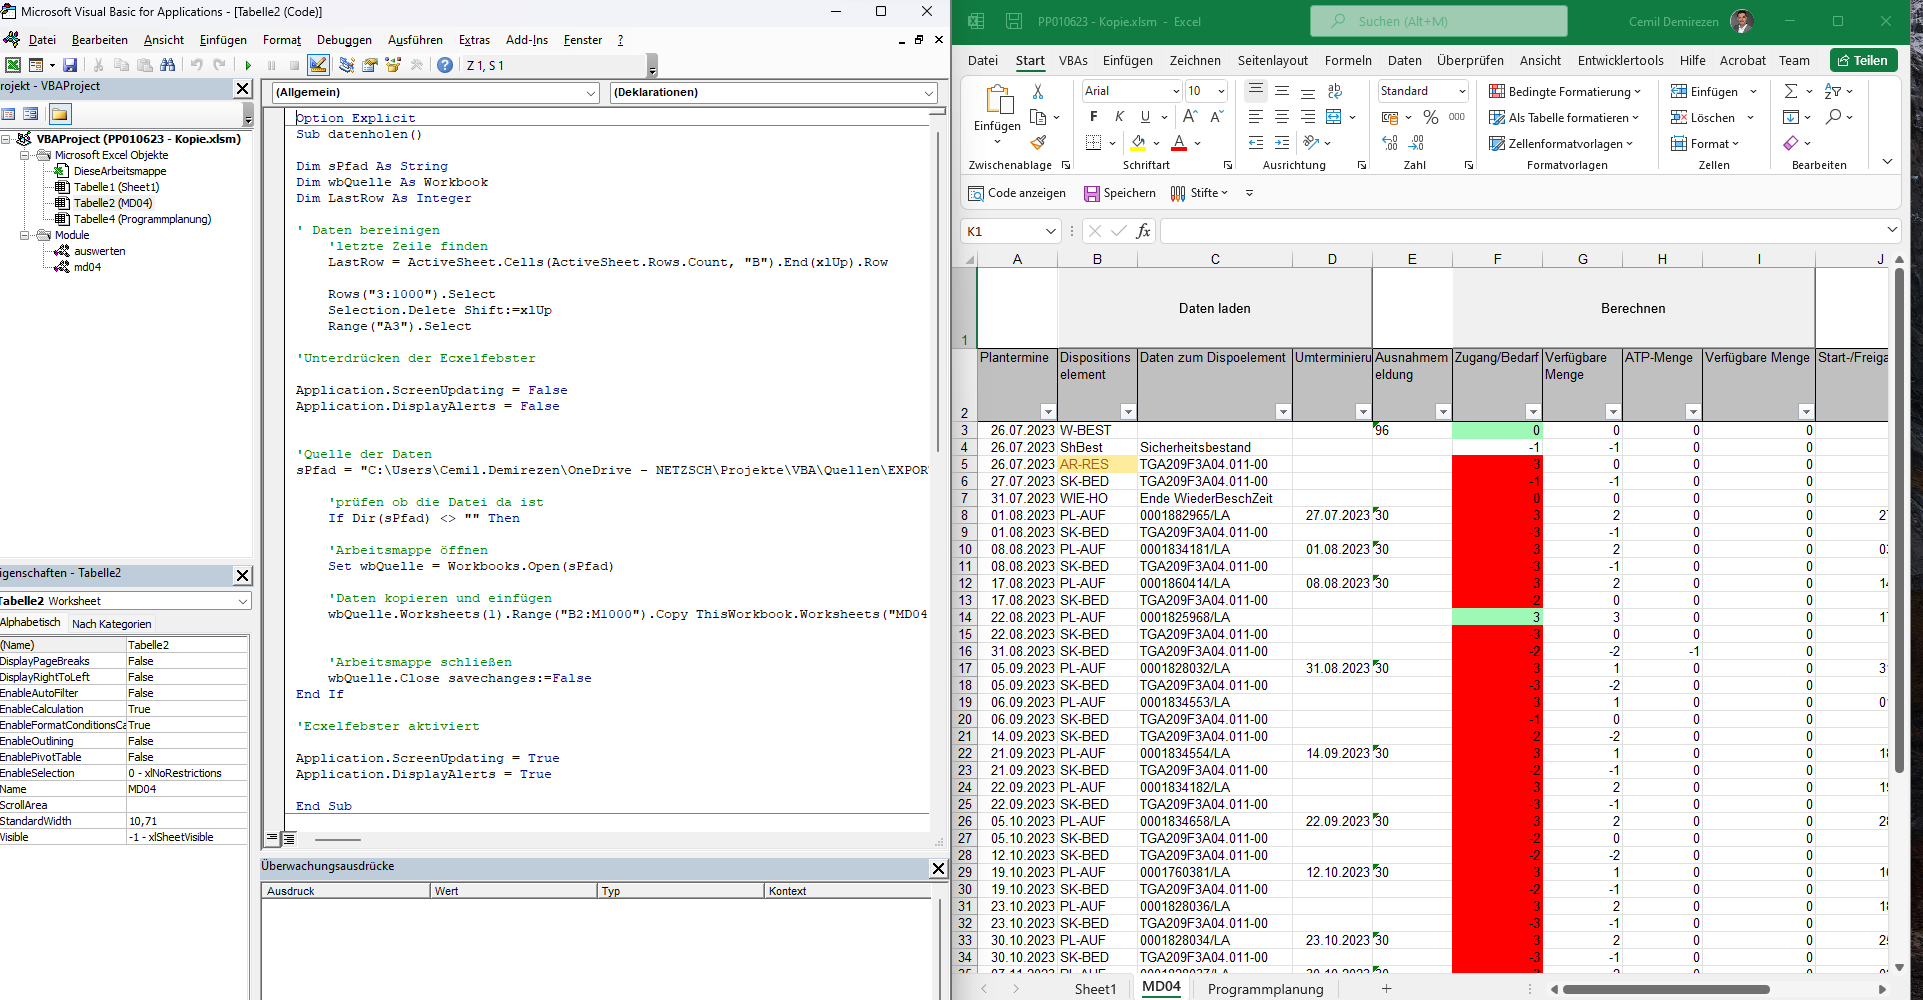 Microsoft Visual Basic for Applications - [Tabelle2 (Code)]
Datei Bearbeiten Ansicht Einfügen Format Debuggen Ausführen Extras Add-Ins Fenster ?
Z 1, S 1
rojekt - VBAProject
VBAProject (PP010623 - Kopie.xlsm)
Microsoft Excel Objekte
DieseArbeitsmappe
Tabelle1 (Sheet1)
Tabelle2 (MD04)
Tabelle4 (Programmplanung)
Module
auswerten
md04
igenschaften - Tabelle2
Tabelle2 Worksheet
Alphabetisch Nach Kategorien
(Name) Tabelle2
DisplayPageBreaks False
DisplayRightToLeft False
EnableAutoFilter False
EnableCalculation True
EnableFormatConditionsCa True
EnableOutlining False
EnablePivotTable False
EnableSelection 0 - xlNoRestrictions
Name MD04
ScrollArea
StandardWidth 10,71
Visible -1 - xlSheetVisible
(Allgemein) (Deklarationen)
Option Explicit
Sub datenholen()
Dim sPfad As String
Dim wbQuelle As Workbook
Dim LastRow As Integer
' Daten bereinigen
'letzte Zeile finden
LastRow = ActiveSheet.Cells(ActiveSheet.Rows.Count, "B").End(xlUp).Row
Rows("3:1000").Select
Selection.Delete Shift:=xlUp
Range("A3").Select
'Unterdrücken der Ecxelfebster
Application.ScreenUpdating = False
Application.DisplayAlerts = False
'Quelle der Daten
sPfad = "C:\Users\Cemil.Demirezen\OneDrive - NETZSCH\Projekte\VBA\Quellen\EXPOR
'prüfen ob die Datei da ist
If Dir(sPfad) <> "" Then
'Arbeitsmappe öffnen
Set wbQuelle = Workbooks.Open(sPfad)
'Daten kopieren und einfügen
wbQuelle.Worksheets(1).Range("B2:M1000").Copy ThisWorkbook.Worksheets("MD04
'Arbeitsmappe schließen
wbQuelle.Close savechanges:=False
End If
'Ecxelfebster aktiviert
Application.ScreenUpdating = True
Application.DisplayAlerts = True
End Sub
Überwachungsausdrücke
Ausdruck Wert Typ Kontext
PP010623 - Kopie.xlsm - Excel
Suchen (Alt+M)
Cemil Demirezen
Datei Start VBAs Einfügen Zeichnen Seitenlayout Formeln Daten Überprüfen Ansicht Entwicklertools Hilfe Acrobat Team Teilen
Einfügen
Zwischenablage
Arial 10
F K U
Schriftart
Ausrichtung
Standard
% 000
Zahl
Bedingte Formatierung
Als Tabelle formatieren
Zellenformatvorlagen
Formatvorlagen
Einfügen
Löschen
Format
Zellen
Bearbeiten
Code anzeigen Speichern Stifte
K1 fx
A B C D E F G H I J
1 Daten laden Berechnen
2 Plantermine Dispositions element Daten zum Dispoelement Umterminieru Ausnahmem eldung Zugang/Bedarf Verfügbare Menge ATP-Menge Verfügbare Menge Start-/Freiga
3 26.07.2023 W-BEST 96 0 0 0 0
4 26.07.2023 ShBest Sicherheitsbestand -1 -1 0 0
5 26.07.2023 AR-RES TGA209F3A04.011-00 -3 0 0 0
6 27.07.2023 SK-BED TGA209F3A04.011-00 -1 -1 0 0
7 31.07.2023 WIE-HO Ende WiederBeschZeit 0 0 0 0
8 01.08.2023 PL-AUF 0001882965/LA 27.07.2023 30 3 2 0 0 27
9 01.08.2023 SK-BED TGA209F3A04.011-00 -3 -1 0 0
10 08.08.2023 PL-AUF 0001834181/LA 01.08.2023 30 3 2 0 0 03
11 08.08.2023 SK-BED TGA209F3A04.011-00 -3 -1 0 0
12 17.08.2023 PL-AUF 0001860414/LA 08.08.2023 30 3 2 0 0 14
13 17.08.2023 SK-BED TGA209F3A04.011-00 -2 0 0 0
14 22.08.2023 PL-AUF 0001825968/LA 3 3 0 0 17
15 22.08.2023 SK-BED TGA209F3A04.011-00 -3 0 0 0
16 31.08.2023 SK-BED TGA209F3A04.011-00 -2 -2 -1 0
17 05.09.2023 PL-AUF 0001828032/LA 31.08.2023 30 3 1 0 0 31
18 05.09.2023 SK-BED TGA209F3A04.011-00 -3 -2 0 0
19 06.09.2023 PL-AUF 0001834553/LA 3 1 0 0 01
20 06.09.2023 SK-BED TGA209F3A04.011-00 -1 0 0 0
21 14.09.2023 SK-BED TGA209F3A04.011-00 -2 -2 0 0
22 21.09.2023 PL-AUF 0001834554/LA 14.09.2023 30 3 1 0 0 18
23 21.09.2023 SK-BED TGA209F3A04.011-00 -2 -1 0 0
24 22.09.2023 PL-AUF 0001834182/LA 3 2 0 0 19
25 22.09.2023 SK-BED TGA209F3A04.011-00 -3 -1 0 0
26 05.10.2023 PL-AUF 0001834658/LA 22.09.2023 30 3 2 0 0 28
27 05.10.2023 SK-BED TGA209F3A04.011-00 -2 0 0 0
28 12.10.2023 SK-BED TGA209F3A04.011-00 -2 -2 0 0
29 19.10.2023 PL-AUF 0001760381/LA 12.10.2023 30 3 1 0 0 16
30 19.10.2023 SK-BED TGA209F3A04.011-00 -2 -1 0 0
31 23.10.2023 PL-AUF 0001828036/LA 3 2 0 0 18
32 23.10.2023 SK-BED TGA209F3A04.011-00 -3 -1 0 0
33 30.10.2023 PL-AUF 0001828034/LA 23.10.2023 30 3 2 0 0 25
34 30.10.2023 SK-BED TGA209F3A04.011-00 -3 -1 0 0
Sheet1 MD04 Programmplanung